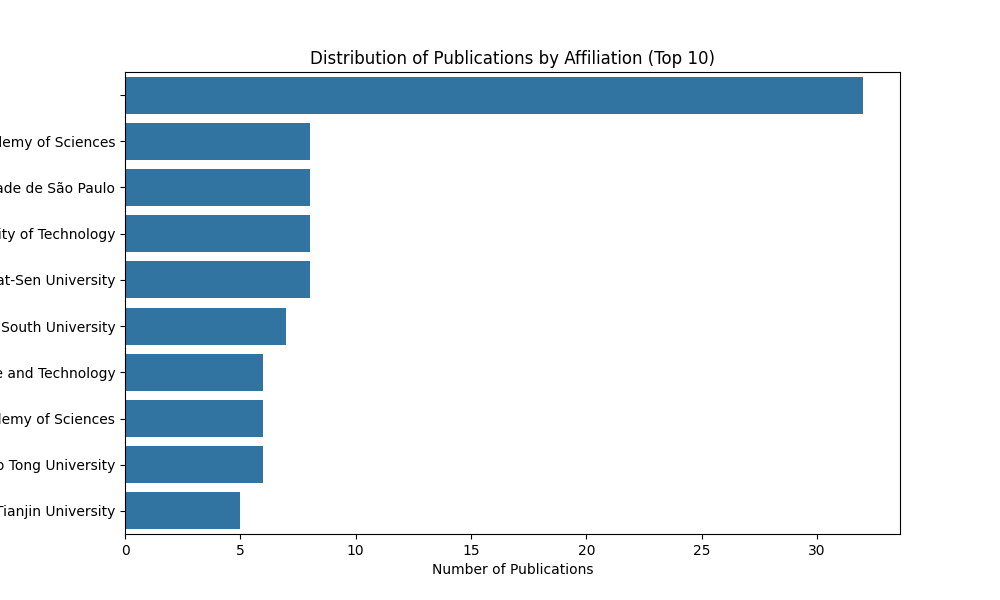 Distribution of Publications by Affiliation (Top 10)
demy of Sciences
ade de São Paulo
ity of Technology
at-Sen University
South University
e and Technology
demy of Sciences
o Tong University
Tianjin University
0 5 10 15 20 25 30
Number of Publications